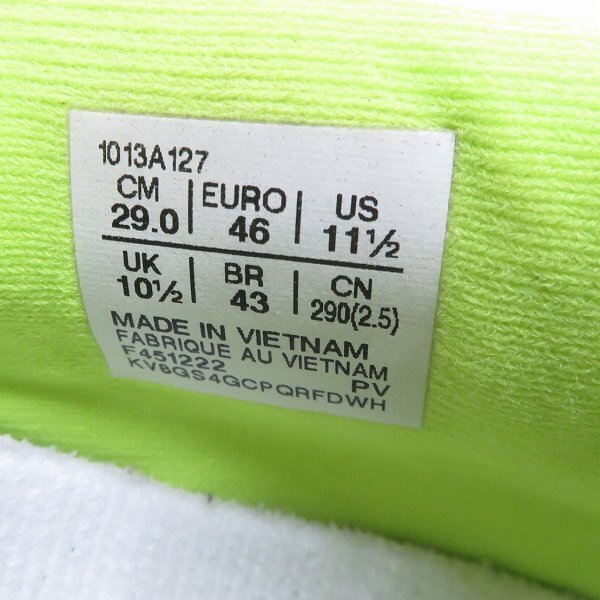 1013A127
CM EURO US
29.0 46 11½
UK BR CN
10½ 43 290(2.5)
MADE IN VIETNAM
FABRIQUE AU VIETNAM
F451222 PV
KV8GS4GCPQRFDWH